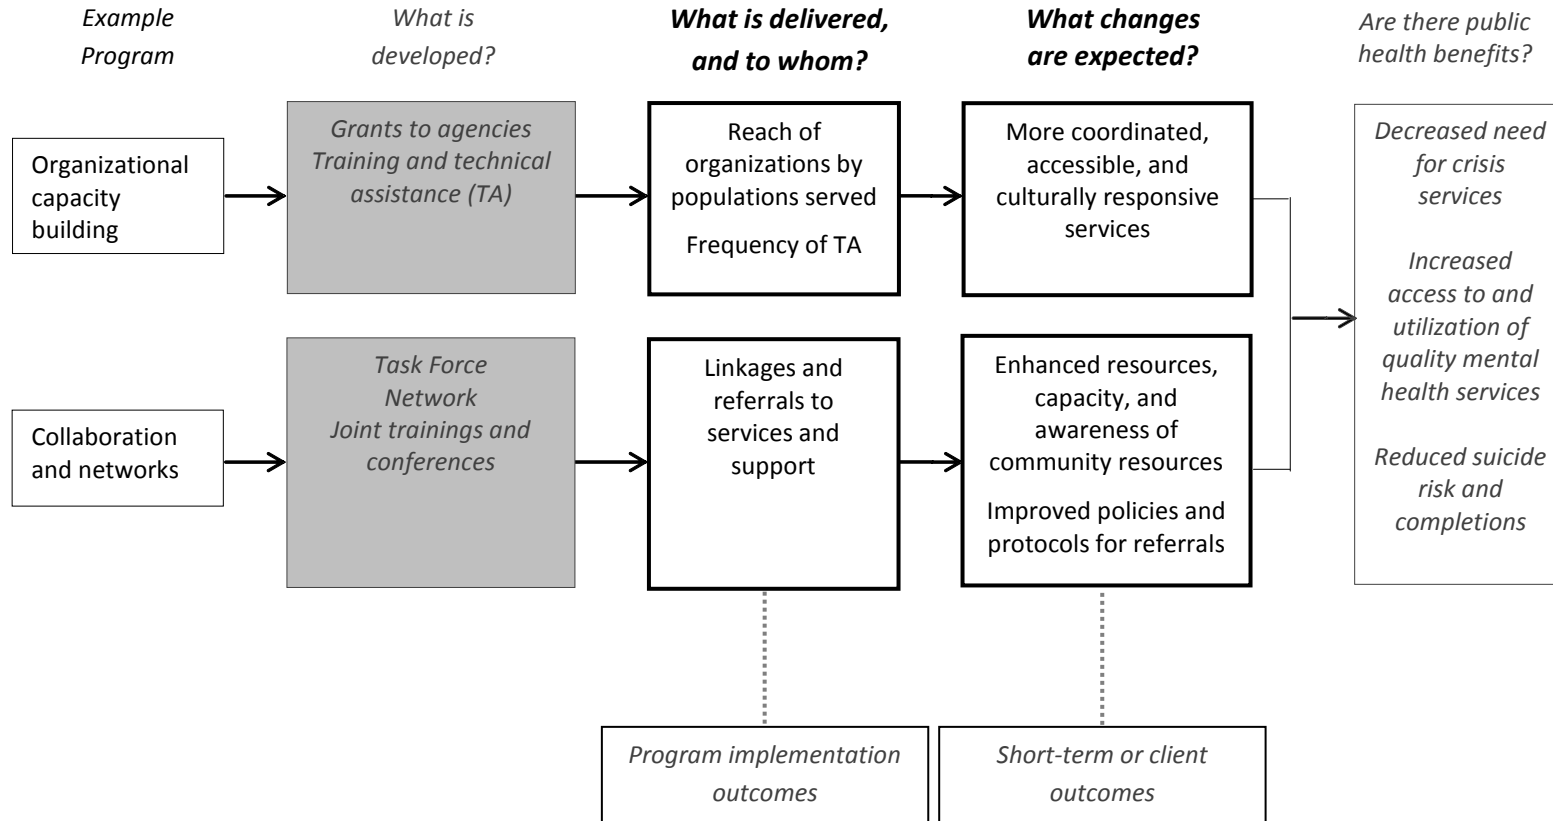 Example
Program
What is
developed?
What is delivered,
and to whom?
What changes
are expected?
Are there public
health benefits?
Organizational
capacity
building
Grants to agencies
Training and technical
assistance (TA)
Reach of
organizations by
populations served
Frequency of TA
More coordinated,
accessible, and
culturally responsive
services
Decreased need
for crisis
services
Increased
access to and
utilization of
quality mental
health services
Reduced suicide
risk and
completions
Collaboration
and networks
Task Force
Network
Joint trainings and
conferences
Linkages and
referrals to
services and
support
Enhanced resources,
capacity, and
awareness of
community resources
Improved policies and
protocols for referrals
Program implementation
outcomes
Short-term or client
outcomes